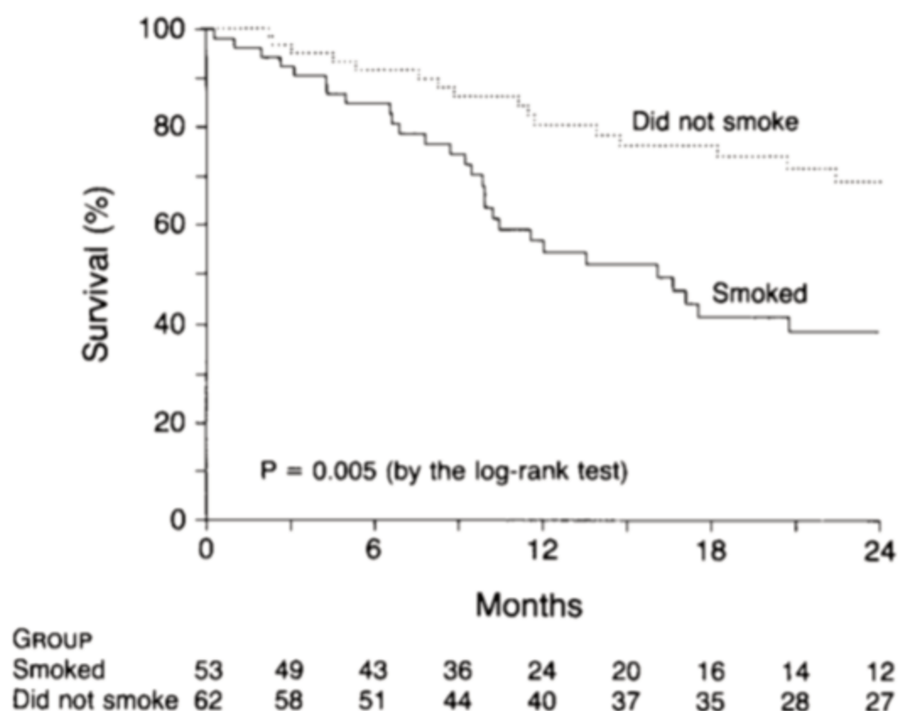 100
80
60
40
20
0
Survival (%)
Did not smoke
Smoked
P = 0.005 (by the log-rank test)
0 6 12 18 24
Months
GROUP
Smoked 53 49 43 36 24 20 16 14 12
Did not smoke 62 58 51 44 40 37 35 28 27